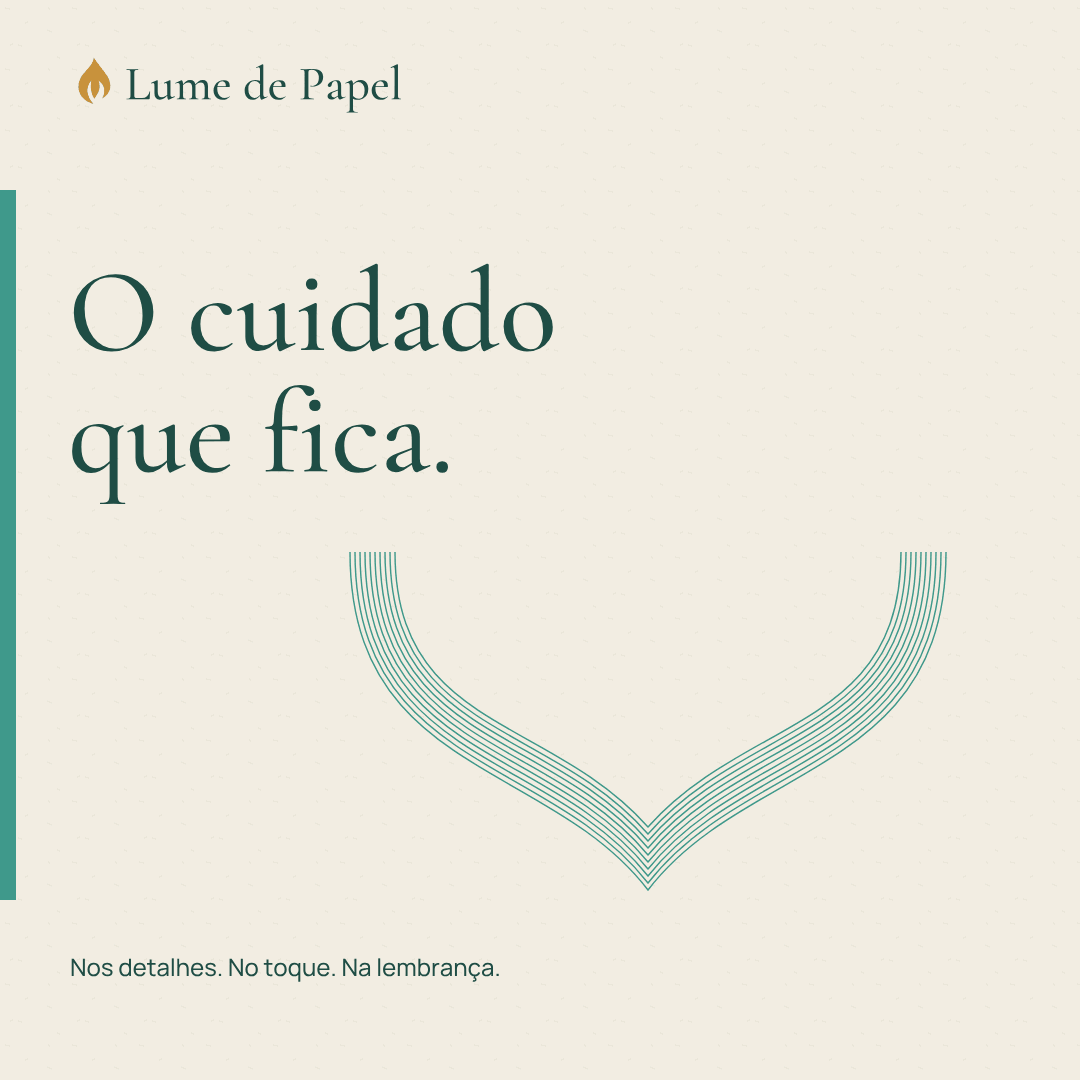 Lume de Papel
O cuidado
que fica.
Nos detalhes. No toque. Na lembrança.